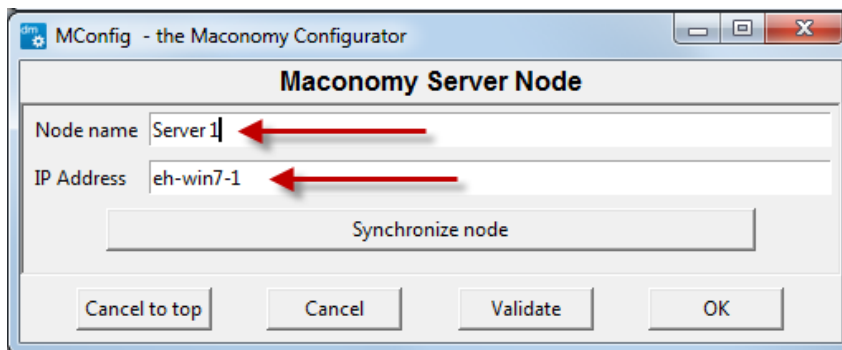 dm
MConfig - the Maconomy Configurator
Maconomy Server Node
Node name Server 1
IP Address eh-win7-1
Synchronize node
Cancel to top Cancel Validate OK